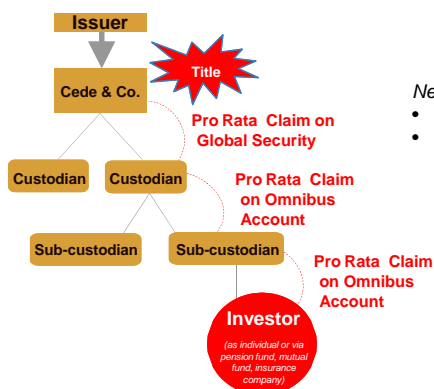 Issuer
Title
Cede & Co.
Ne
•
•
Pro Rata Claim on
Global Security
Custodian
Custodian
Pro Rata Claim
on Omnibus
Account
Sub-custodian
Sub-custodian
Pro Rata Claim
on Omnibus
Account
Investor
(as individual or via
pension fund, mutual
fund, insurance
company)